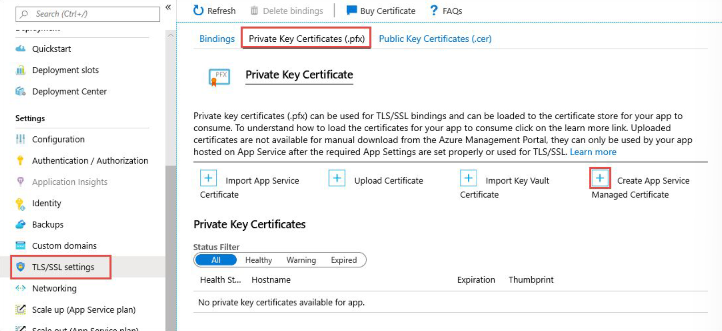 Search (Ctrl+/)
«
Refresh
Delete bindings
Buy Certificate
? FAQs
Deployment
Quickstart
Deployment slots
Deployment Center
Settings
Configuration
Authentication / Authorization
Application Insights
Identity
Backups
Custom domains
TLS/SSL settings
Networking
Scale up (App Service plan)
Scale out (App Service plan)
Bindings
Private Key Certificates (.pfx)
Public Key Certificates (.cer)
PFX
Private Key Certificate
Private key certificates (.pfx) can be used for TLS/SSL bindings and can be loaded to the certificate store for your app to
consume. To understand how to load the certificates for your app to consume click on the learn more link. Uploaded
certificates are not available for manual download from the Azure Management Portal, they can only be used by your app
hosted on App Service after the required App Settings are set properly or used for TLS/SSL. Learn more
Import App Service
Certificate
Upload Certificate
Import Key Vault
Certificate
Create App Service
Managed Certificate
Private Key Certificates
Status Filter
All
Healthy
Warning
Expired
Health St...
Hostname
Expiration
Thumbprint
No private key certificates available for app.